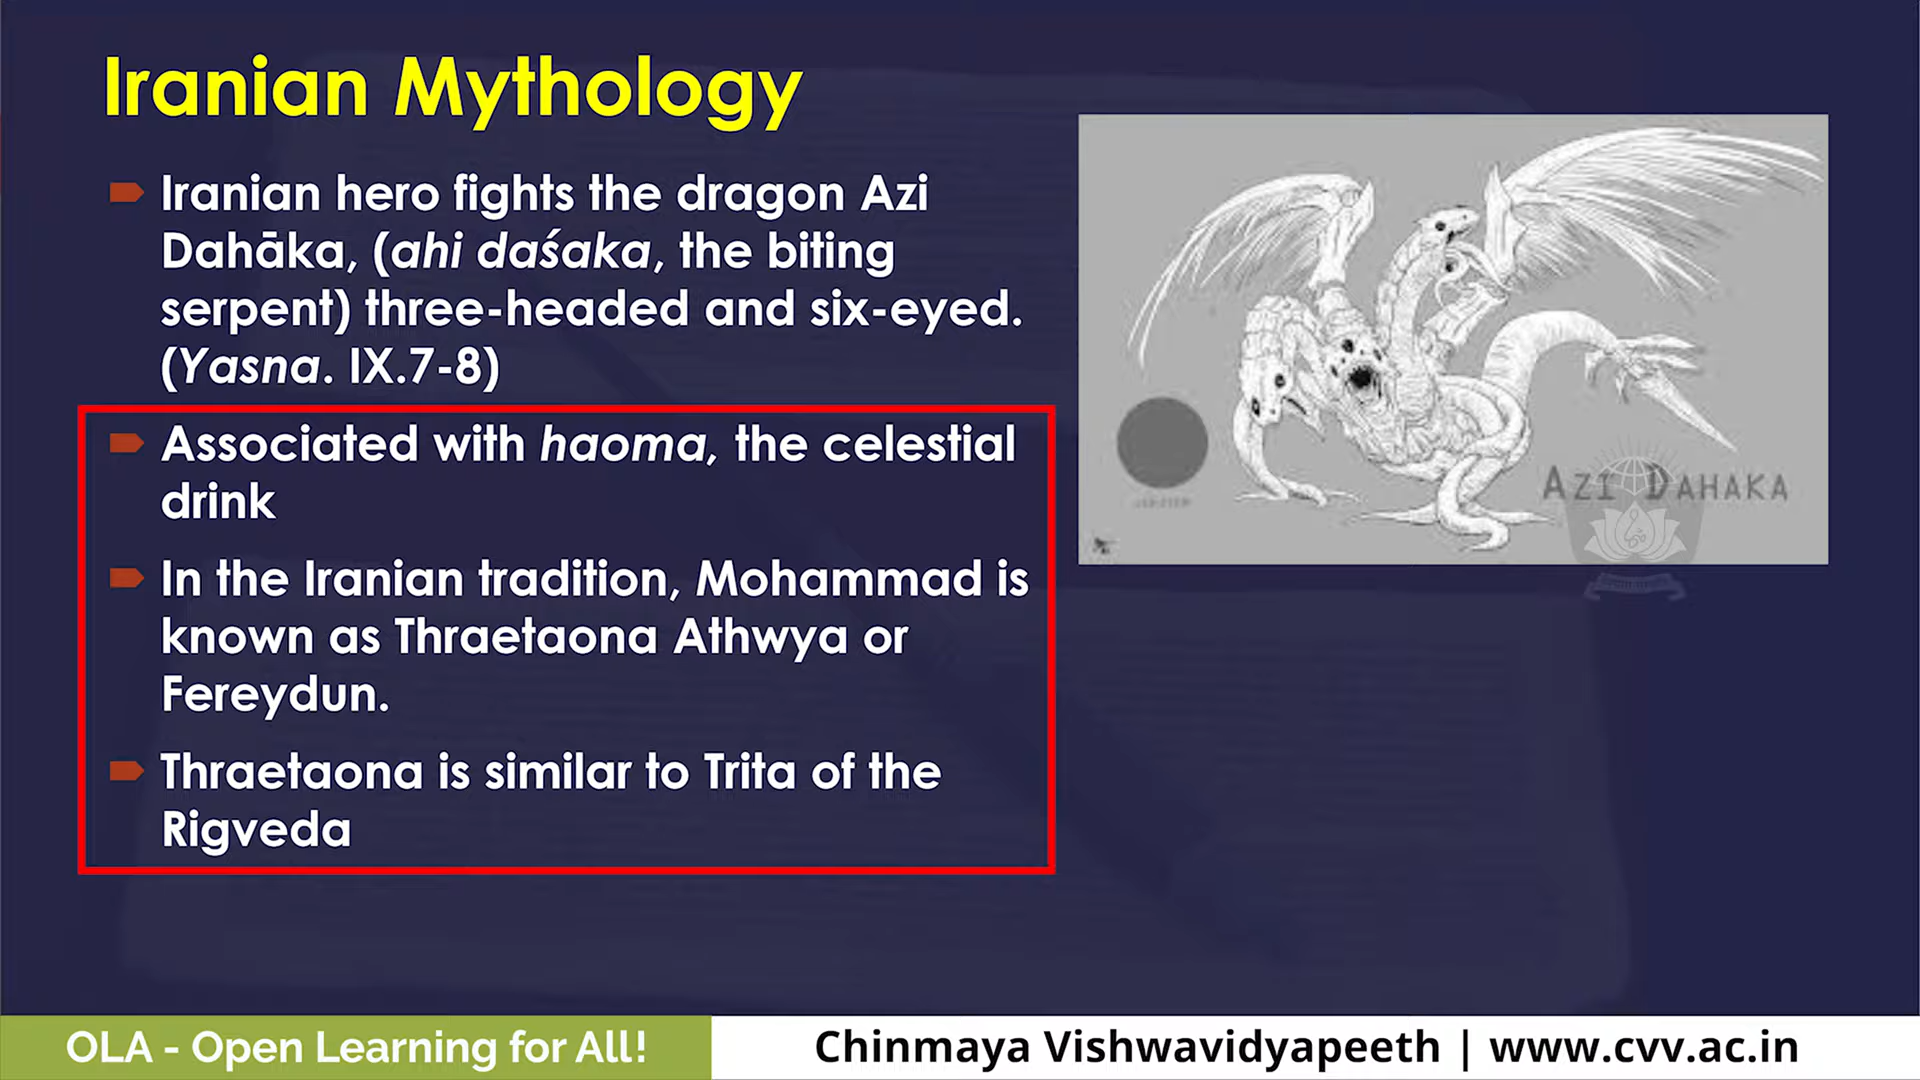 Iranian Mythology
Iranian hero fights the dragon Azi
Dahāka, (ahi daśaka, the biting
serpent) three-headed and six-eyed.
(Yasna. IX.7-8)
Associated with haoma, the celestial
drink
In the Iranian tradition, Mohammad is
known as Thraetaona Athwya or
Fereydun.
Thraetaona is similar to Trita of the
Rigveda
AZI DAHAKA
OLA - Open Learning for All!
Chinmaya Vishwavidyapeeth | www.cvv.ac.in